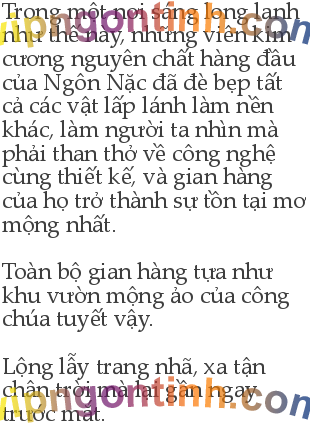 Trong một nơi sáng long lanh
như thế này, những viên kim
cương nguyên chất hàng đầu
của Ngôn Nặc đã đè bẹp tất
cả các vật lấp lánh làm nền
khác, làm người ta nhìn mà
phải than thở về công nghệ
cùng thiết kế, và gian hàng
của họ trở thành sự tồn tại mơ
mộng nhất.
Toàn bộ gian hàng tựa như
khu vườn mộng ảo của công
chúa tuyết vậy.
Lộng lẫy trang nhã, xa tận
chân trời mà lại gần ngay
trước mắt.